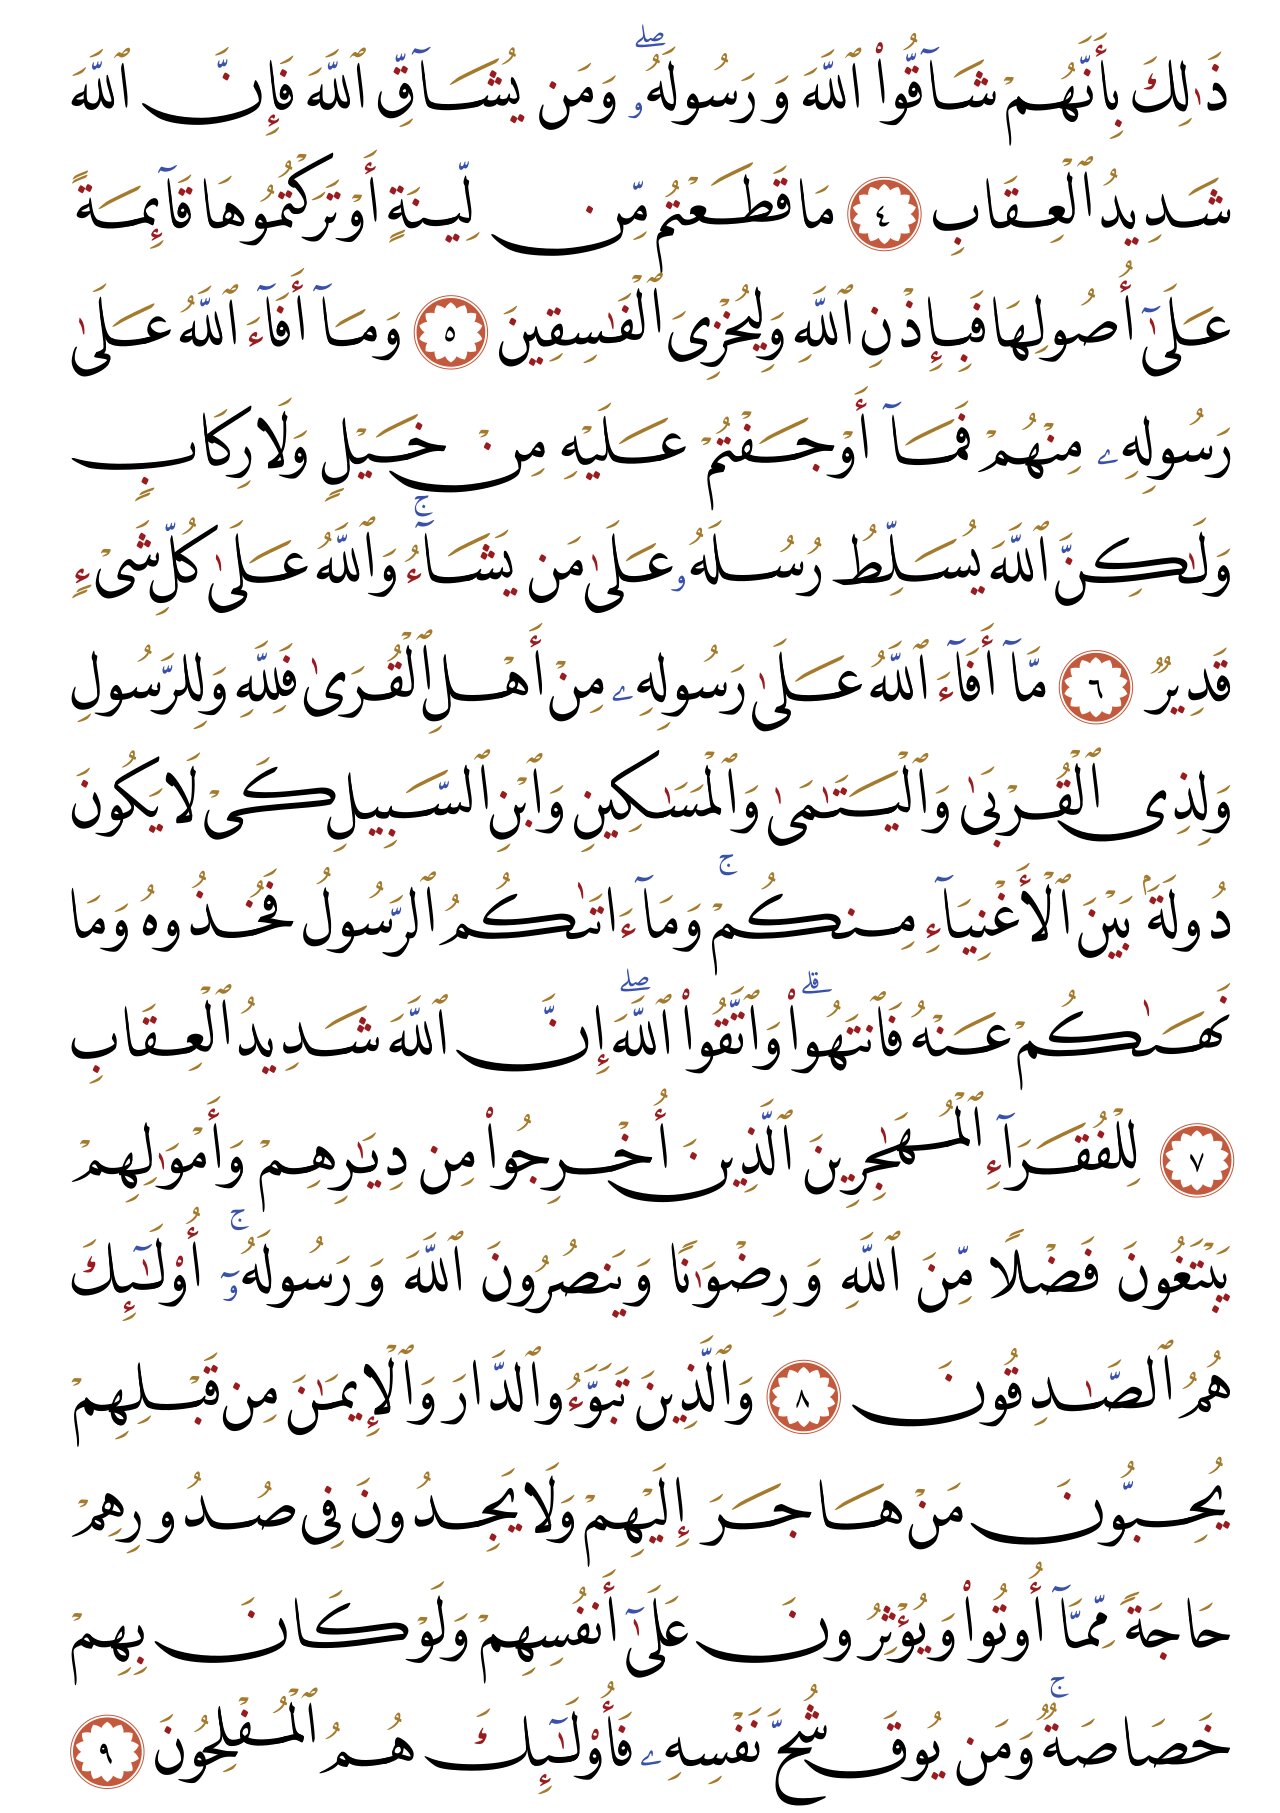 ذَٰلِكَ بِأَنَّهُمْ شَآقُّوا۟ ٱللَّهَ وَرَسُولَهُۥ ۖ وَمَن يُشَآقِّ ٱللَّهَ فَإِنَّ ٱللَّهَ
شَدِيدُ ٱلْعِقَابِ ٤ مَا قَطَعْتُم مِّن لِّينَةٍ أَوْ تَرَكْتُمُوهَا قَآئِمَةً
عَلَىٰٓ أُصُولِهَا فَبِإِذْنِ ٱللَّهِ وَلِيُخْزِىَ ٱلْفَٰسِقِينَ ٥ وَمَآ أَفَآءَ ٱللَّهُ عَلَىٰ
رَسُولِهِۦ مِنْهُمْ فَمَآ أَوْجَفْتُمْ عَلَيْهِ مِنْ خَيْلٍ وَلَا رِكَابٍ
وَلَٰكِنَّ ٱللَّهَ يُسَلِّطُ رُسُلَهُۥ عَلَىٰ مَن يَشَآءُ ۚ وَٱللَّهُ عَلَىٰ كُلِّ شَىْءٍ
قَدِيرٌ ٦ مَّآ أَفَآءَ ٱللَّهُ عَلَىٰ رَسُولِهِۦ مِنْ أَهْلِ ٱلْقُرَىٰ فَلِلَّهِ وَلِلرَّسُولِ
وَلِذِى ٱلْقُرْبَىٰ وَٱلْيَتَٰمَىٰ وَٱلْمَسَٰكِينِ وَٱبْنِ ٱلسَّبِيلِ كَىْ لَا يَكُونَ
دُولَةًۢ بَيْنَ ٱلْأَغْنِيَآءِ مِنكُمْ ۚ وَمَآ ءَاتَىٰكُمُ ٱلرَّسُولُ فَخُذُوهُ وَمَا
نَهَىٰكُمْ عَنْهُ فَٱنتَهُوا۟ ۗ وَٱتَّقُوا۟ ٱللَّهَ ۖ إِنَّ ٱللَّهَ شَدِيدُ ٱلْعِقَابِ
٧ لِلْفُقَرَآءِ ٱلْمُهَٰجِرِينَ ٱلَّذِينَ أُخْرِجُوا۟ مِن دِيَٰرِهِمْ وَأَمْوَٰلِهِمْ
يَبْتَغُونَ فَضْلًا مِّنَ ٱللَّهِ وَرِضْوَٰنًا وَيَنصُرُونَ ٱللَّهَ وَرَسُولَهُۥٓ ۚ أُو۟لَٰٓئِكَ
هُمُ ٱلصَّٰدِقُونَ ٨ وَٱلَّذِينَ تَبَوَّءُو ٱلدَّارَ وَٱلْإِيمَٰنَ مِن قَبْلِهِمْ
يُحِبُّونَ مَنْ هَاجَرَ إِلَيْهِمْ وَلَا يَجِدُونَ فِى صُدُورِهِمْ
حَاجَةً مِّمَّآ أُوتُوا۟ وَيُؤْثِرُونَ عَلَىٰٓ أَنفُسِهِمْ وَلَوْ كَانَ بِهِمْ
خَصَاصَةٌ ۚ وَمَن يُوقَ شُحَّ نَفْسِهِۦ فَأُو۟لَٰٓئِكَ هُمُ ٱلْمُفْلِحُونَ ٩